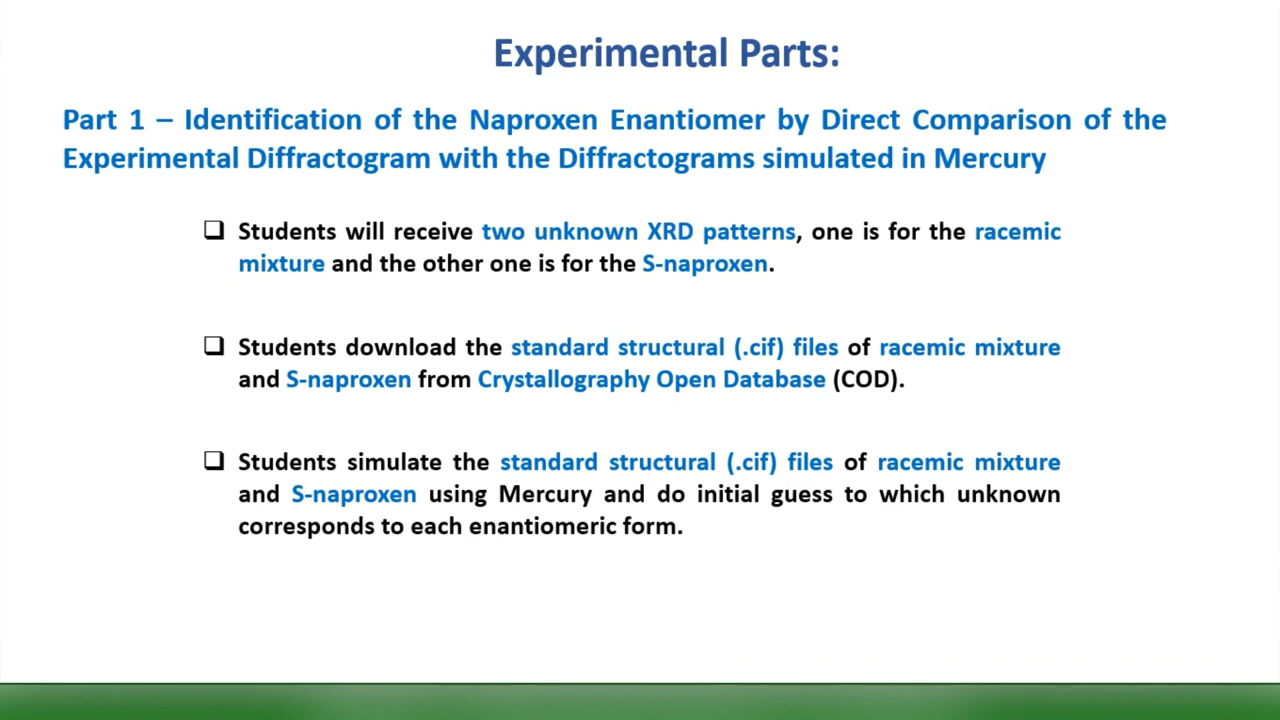 Experimental Parts:
Part 1 – Identification of the Naproxen Enantiomer by Direct Comparison of the
Experimental Diffractogram with the Diffractograms simulated in Mercury
❑ Students will receive two unknown XRD patterns, one is for the racemic
mixture and the other one is for the S-naproxen.
❑ Students download the standard structural (.cif) files of racemic mixture
and S-naproxen from Crystallography Open Database (COD).
❑ Students simulate the standard structural (.cif) files of racemic mixture
and S-naproxen using Mercury and do initial guess to which unknown
corresponds to each enantiomeric form.